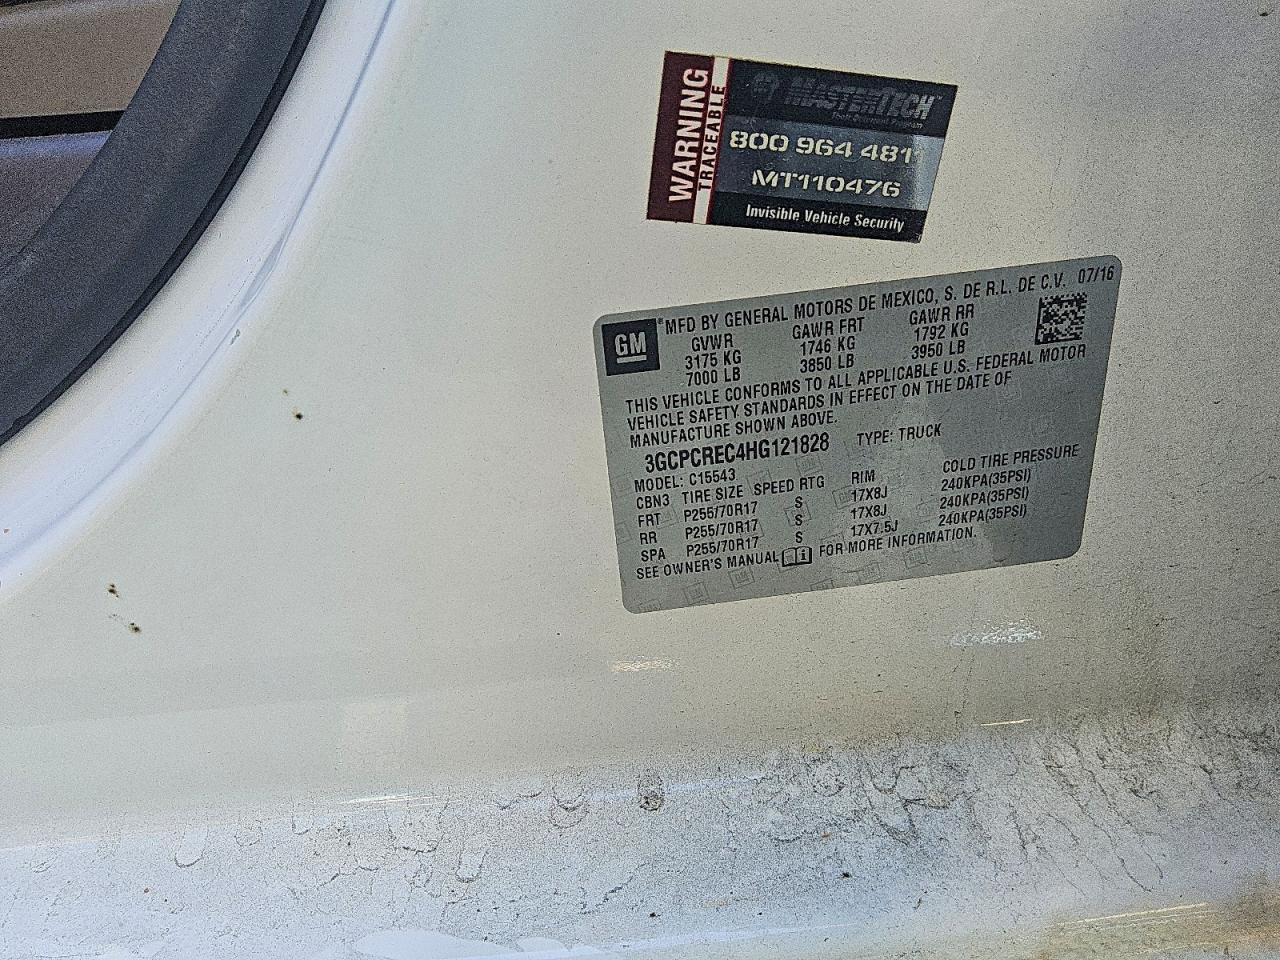 WARNING
TRACEABLE
MASTERTECH
800 964 4811
MT110476
Invisible Vehicle Security
GM
® MFD BY GENERAL MOTORS DE MEXICO, S. DE R.L. DE C.V. 07/16
GVWR GAWR FRT GAWR RR
3175 KG 1746 KG 1792 KG
7000 LB 3850 LB 3950 LB
THIS VEHICLE CONFORMS TO ALL APPLICABLE U.S. FEDERAL MOTOR
VEHICLE SAFETY STANDARDS IN EFFECT ON THE DATE OF
MANUFACTURE SHOWN ABOVE.
3GCPCREC4HG121828 TYPE: TRUCK
MODEL: C15543
CBN3 TIRE SIZE SPEED RTG RIM COLD TIRE PRESSURE
FRT P255/70R17 S 17X8J 240KPA(35PSI)
RR P255/70R17 S 17X8J 240KPA(35PSI)
SPA P255/70R17 S 17X7.5J 240KPA(35PSI)
SEE OWNER'S MANUAL FOR MORE INFORMATION.